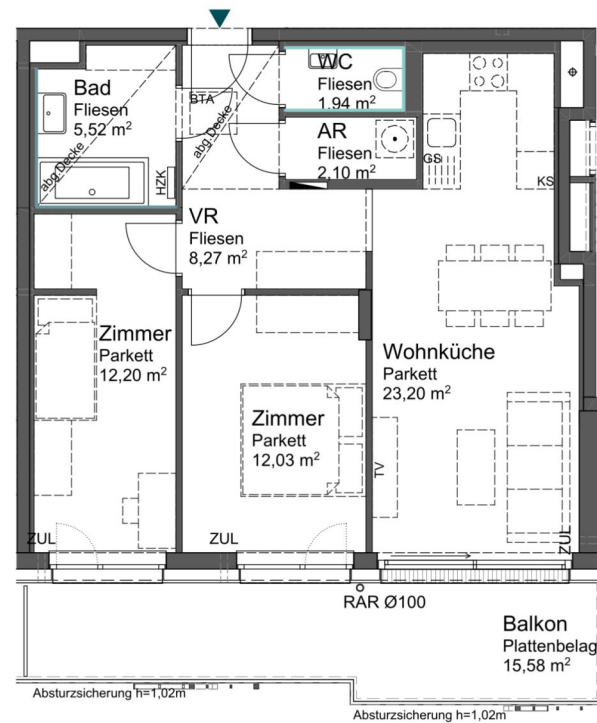 WC
Fliesen
1,94 m²
Bad
Fliesen
5,52 m²
BTA
abg.Decke
abg.Decke
AR
Fliesen
2,10 m²
GS
KS
HZK
VR
Fliesen
8,27 m²
Zimmer
Parkett
12,20 m²
Wohnküche
Parkett
23,20 m²
Zimmer
Parkett
12,03 m²
TV
ZUL
ZUL
ZUL
RAR Ø100
Balkon
Plattenbelag
15,58 m²
Absturzsicherung h=1,02m
Absturzsicherung h=1,02m